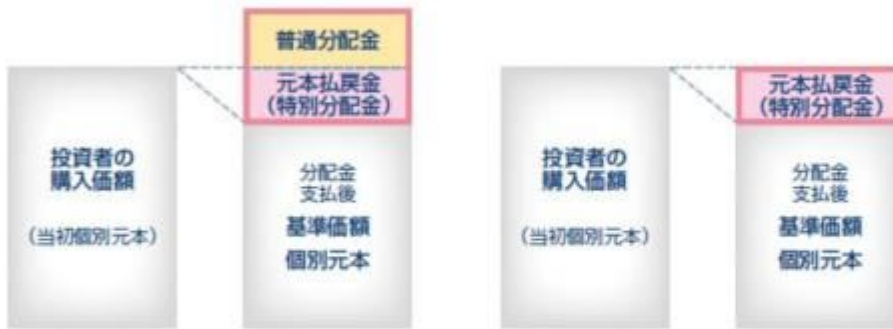 投資者の
購入価額
（当初個別元本）
普通分配金
元本払戻金
（特別分配金）
分配金
支払後
基準価額
個別元本
投資者の
購入価額
（当初個別元本）
元本払戻金
（特別分配金）
分配金
支払後
基準価額
個別元本